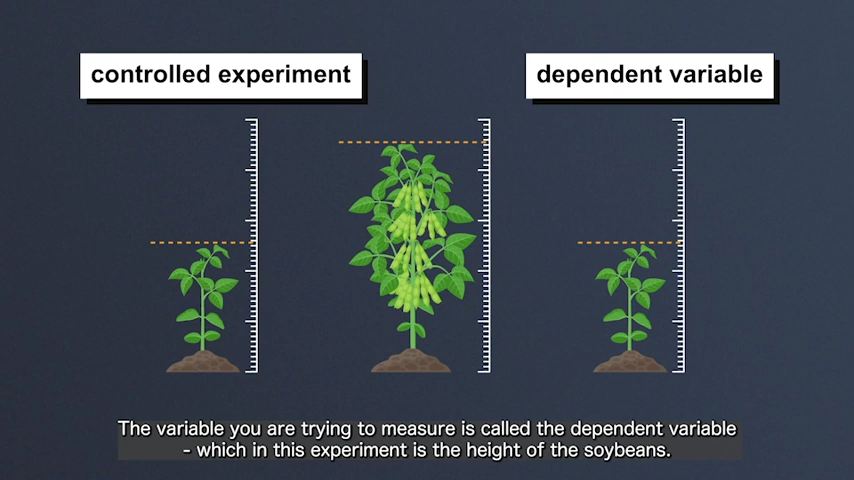 controlled experiment
dependent variable
The variable you are trying to measure is called the dependent variable
- which in this experiment is the height of the soybeans.